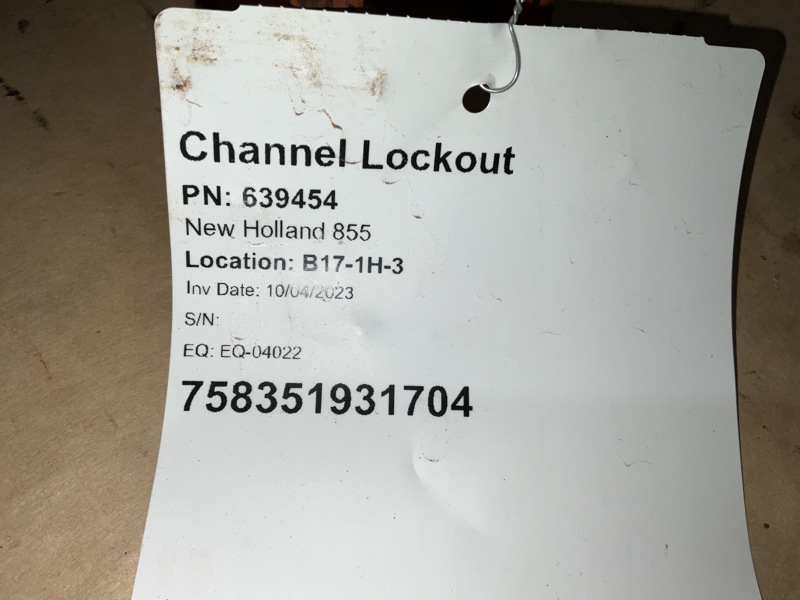 Channel Lockout
PN: 639454
New Holland 855
Location: B17-1H-3
Inv Date: 10/04/2023
S/N:
EQ: EQ-04022
758351931704